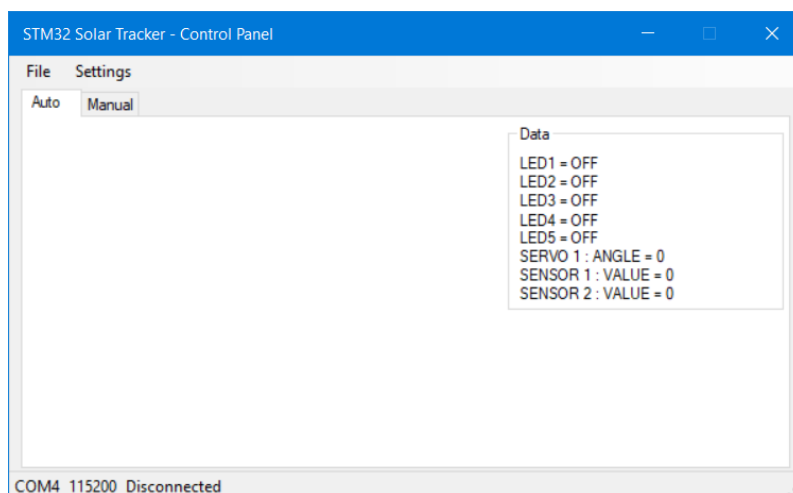 STM32 Solar Tracker - Control Panel
File Settings
Auto Manual
Data
LED1 = OFF
LED2 = OFF
LED3 = OFF
LED4 = OFF
LED5 = OFF
SERVO 1 : ANGLE = 0
SENSOR 1 : VALUE = 0
SENSOR 2 : VALUE = 0
COM4 115200 Disconnected